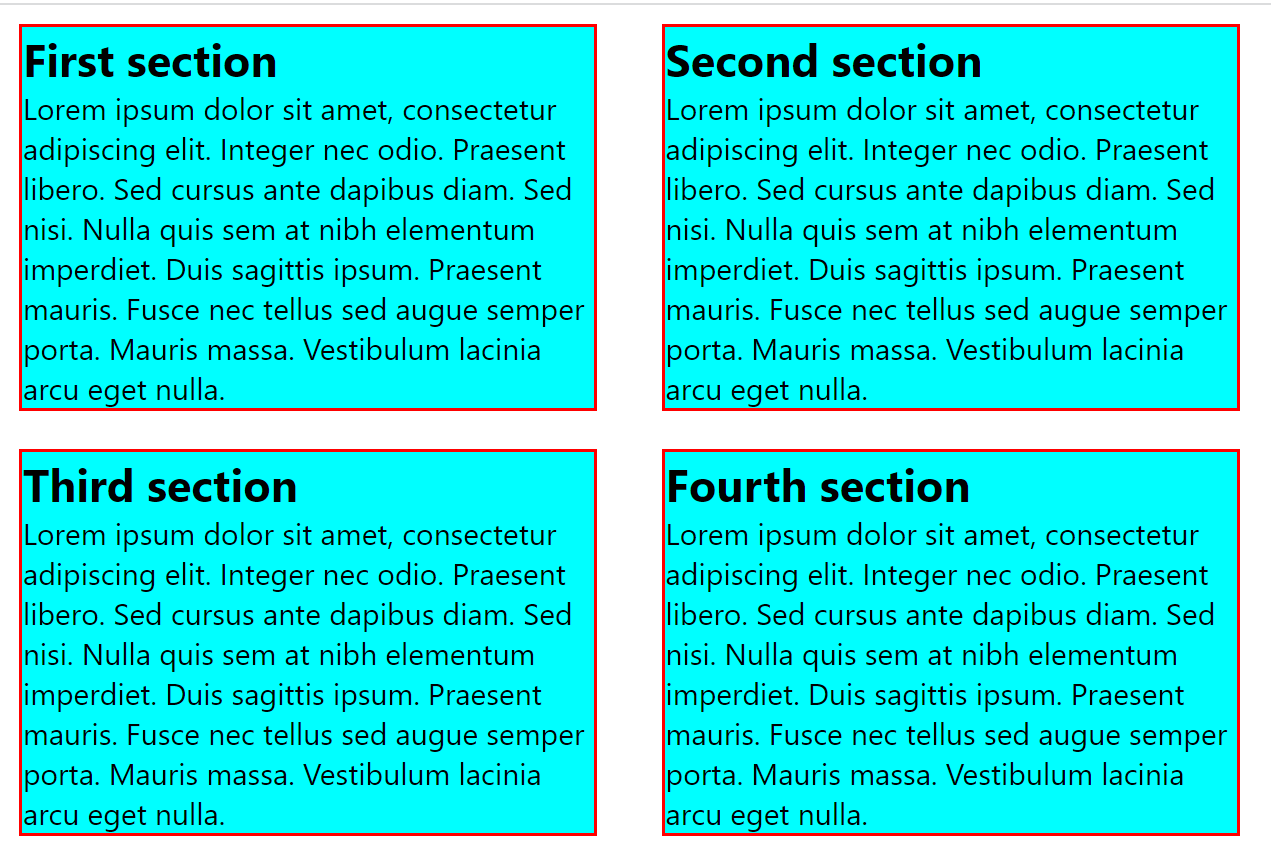 First section
Lorem ipsum dolor sit amet, consectetur
adipiscing elit. Integer nec odio. Praesent
libero. Sed cursus ante dapibus diam. Sed
nisi. Nulla quis sem at nibh elementum
imperdiet. Duis sagittis ipsum. Praesent
mauris. Fusce nec tellus sed augue semper
porta. Mauris massa. Vestibulum lacinia
arcu eget nulla.
Second section
Lorem ipsum dolor sit amet, consectetur
adipiscing elit. Integer nec odio. Praesent
libero. Sed cursus ante dapibus diam. Sed
nisi. Nulla quis sem at nibh elementum
imperdiet. Duis sagittis ipsum. Praesent
mauris. Fusce nec tellus sed augue semper
porta. Mauris massa. Vestibulum lacinia
arcu eget nulla.
Third section
Lorem ipsum dolor sit amet, consectetur
adipiscing elit. Integer nec odio. Praesent
libero. Sed cursus ante dapibus diam. Sed
nisi. Nulla quis sem at nibh elementum
imperdiet. Duis sagittis ipsum. Praesent
mauris. Fusce nec tellus sed augue semper
porta. Mauris massa. Vestibulum lacinia
arcu eget nulla.
Fourth section
Lorem ipsum dolor sit amet, consectetur
adipiscing elit. Integer nec odio. Praesent
libero. Sed cursus ante dapibus diam. Sed
nisi. Nulla quis sem at nibh elementum
imperdiet. Duis sagittis ipsum. Praesent
mauris. Fusce nec tellus sed augue semper
porta. Mauris massa. Vestibulum lacinia
arcu eget nulla.